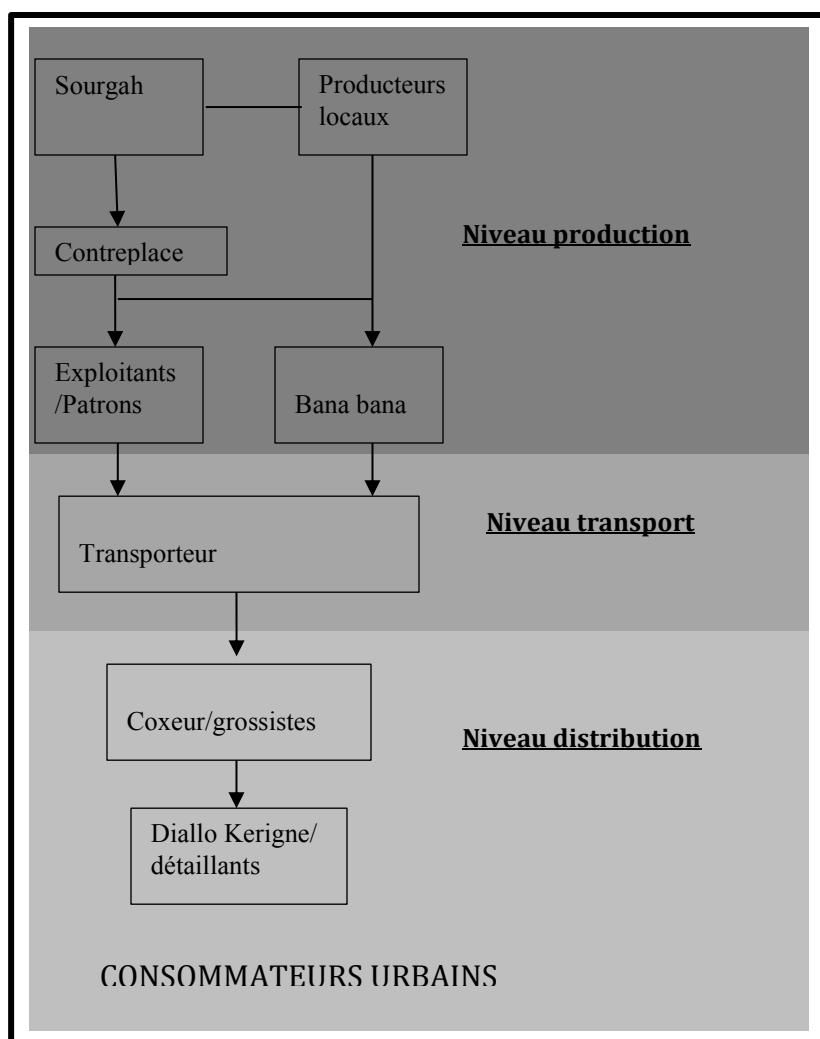 Sourgah
Producteurs
locaux
Niveau production
Contreplace
Exploitants
/Patrons
Bana bana
Niveau transport
Transporteur
Coxeur/grossistes
Niveau distribution
Diallo Kerigne/
détaillants
CONSOMMATEURS URBAINS